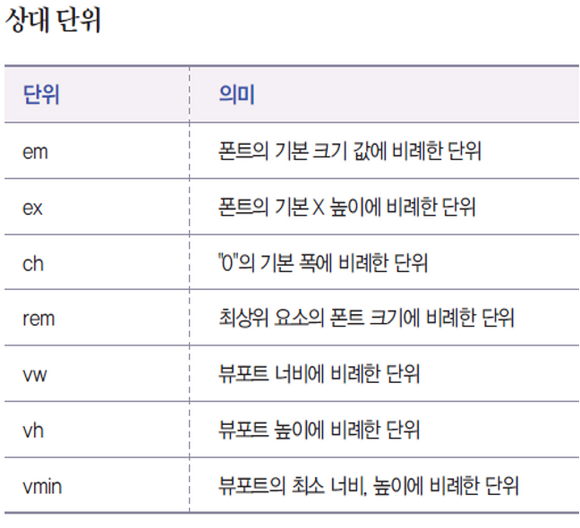 상대 단위
단위 의미
em 폰트의 기본 크기 값에 비례한 단위
ex 폰트의 기본 X 높이에 비례한 단위
ch "0"의 기본 폭에 비례한 단위
rem 최상위 요소의 폰트 크기에 비례한 단위
vw 뷰포트 너비에 비례한 단위
vh 뷰포트 높이에 비례한 단위
vmin 뷰포트의 최소 너비, 높이에 비례한 단위